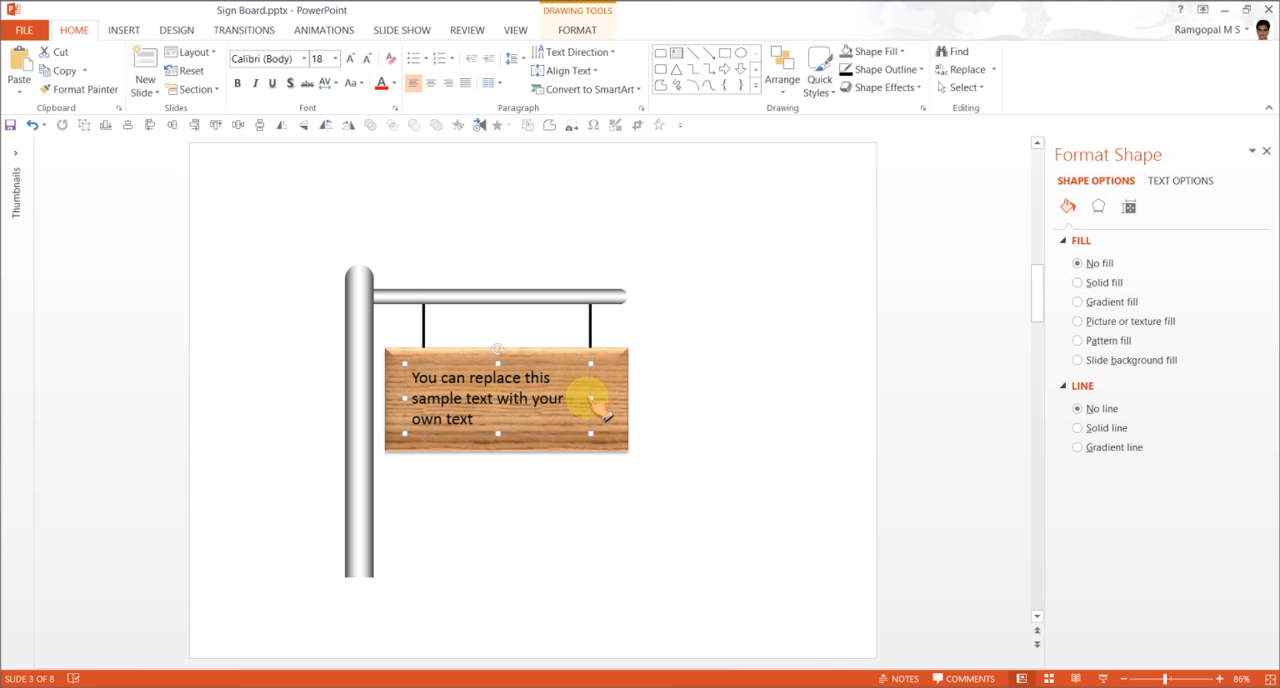 Sign Board.pptx - PowerPoint
DRAWING TOOLS
?
FILE HOME INSERT DESIGN TRANSITIONS ANIMATIONS SLIDE SHOW REVIEW VIEW FORMAT
Ramgopal M S
Paste
Cut
Copy
Format Painter
Clipboard
New
Slide
Layout
Reset
Section
Slides
Calibri (Body) 18
B I U S abc AV Aa A
Font
Text Direction
Align Text
Convert to SmartArt
Paragraph
Arrange
Quick
Styles
Shape Fill
Shape Outline
Shape Effects
Drawing
Find
Replace
Select
Editing
Thumbnails
You can replace this
sample text with your
own text
Format Shape
SHAPE OPTIONS TEXT OPTIONS
FILL
No fill
Solid fill
Gradient fill
Picture or texture fill
Pattern fill
Slide background fill
LINE
No line
Solid line
Gradient line
SLIDE 3 OF 8 NOTES COMMENTS 86%